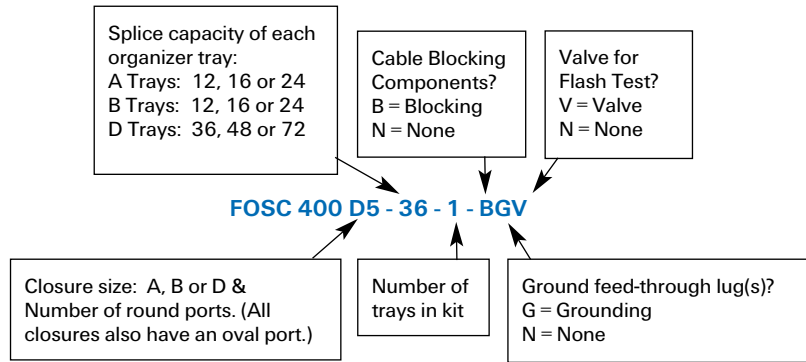 Splice capacity of each
organizer tray:
A Trays: 12, 16 or 24
B Trays: 12, 16 or 24
D Trays: 36, 48 or 72
Cable Blocking
Components?
B = Blocking
N = None
Valve for
Flash Test?
V = Valve
N = None
FOSC 400 D5 - 36 - 1 - BGV
Closure size: A, B or D &
Number of round ports. (All
closures also have an oval port.)
Number of
trays in kit
Ground feed-through lug(s)?
G = Grounding
N = None